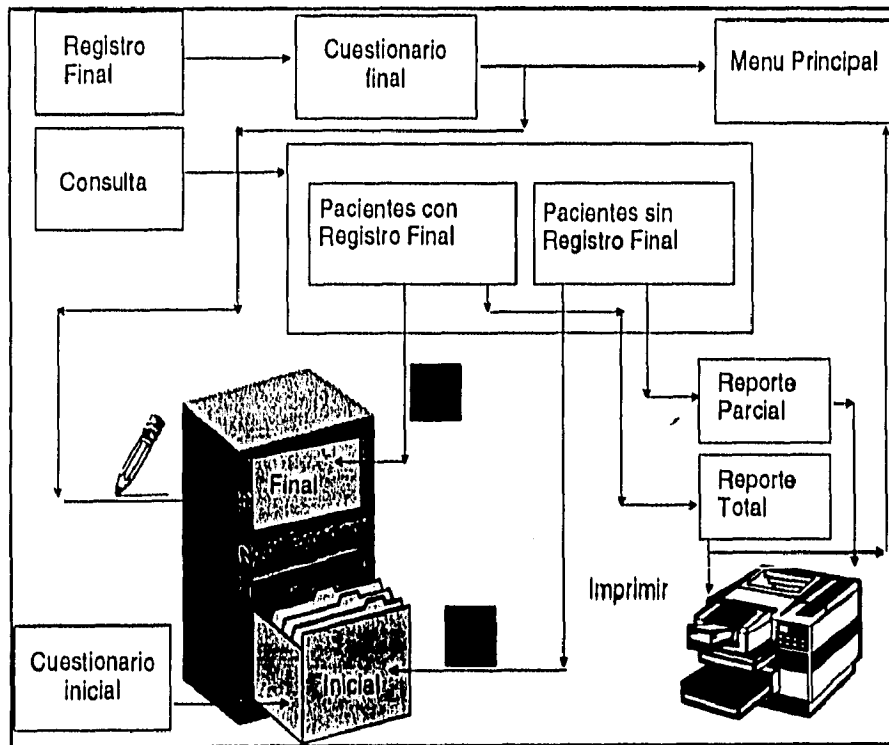 Registro
Final
Cuestionario
final
Menu Principal
Consulta
Pacientes con
Registro Final
Pacientes sin
Registro Final
Reporte
Parcial
Final
Reporte
Total
Imprimir
Cuestionario
inicial
Inicial